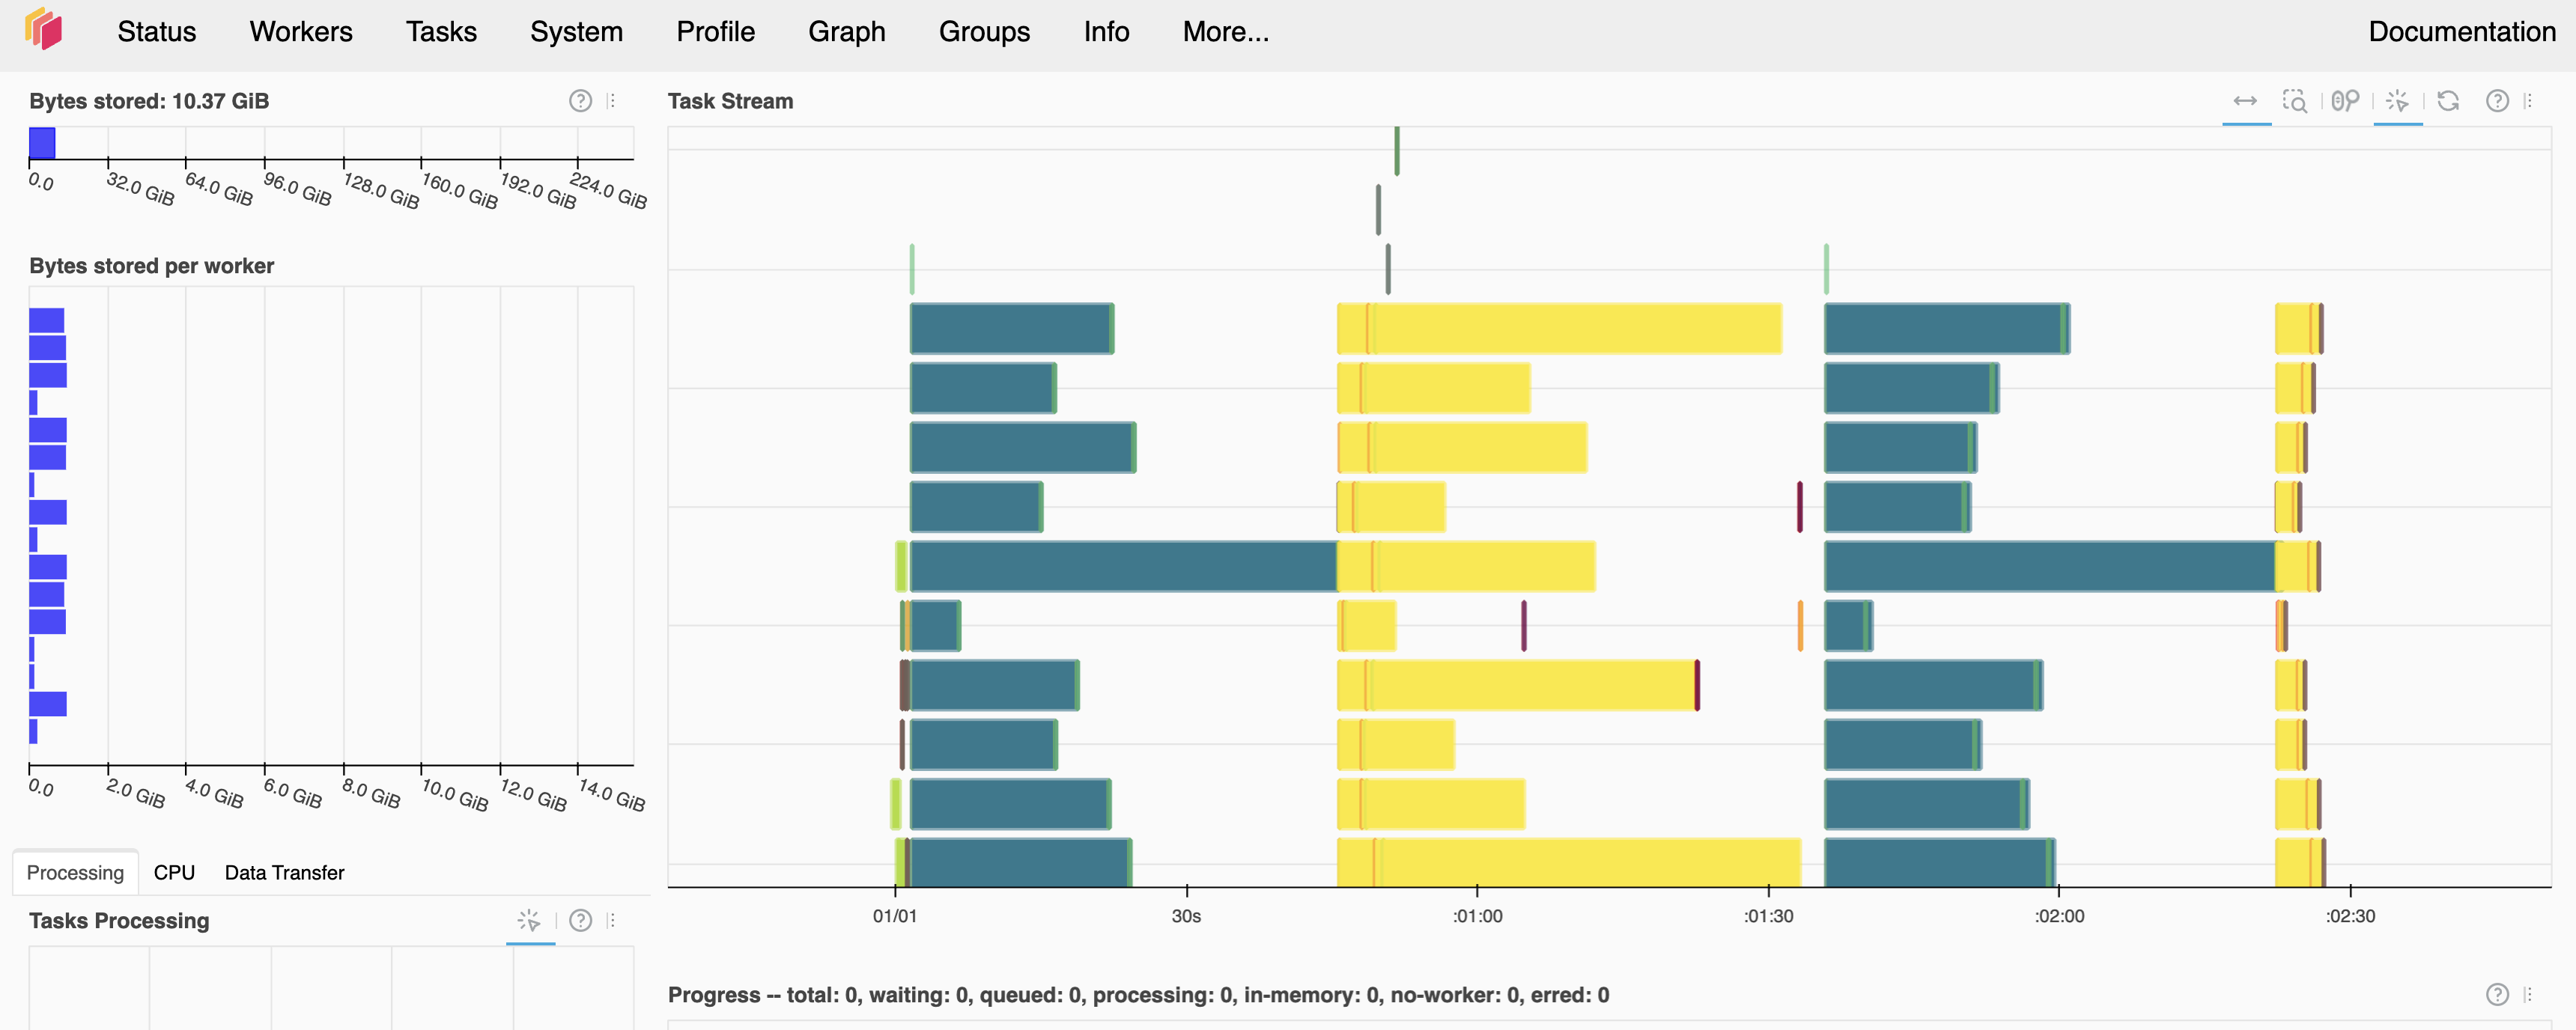 Status Workers Tasks System Profile Graph Groups Info More... Documentation
Bytes stored: 10.37 GiB
0.0 32.0 GiB 64.0 GiB 96.0 GiB 128.0 GiB 160.0 GiB 192.0 GiB 224.0 GiB
Bytes stored per worker
0.0 2.0 GiB 4.0 GiB 6.0 GiB 8.0 GiB 10.0 GiB 12.0 GiB 14.0 GiB
Processing CPU Data Transfer
Tasks Processing
Task Stream
01/01 30s :01:00 :01:30 :02:00 :02:30
Progress -- total: 0, waiting: 0, queued: 0, processing: 0, in-memory: 0, no-worker: 0, erred: 0